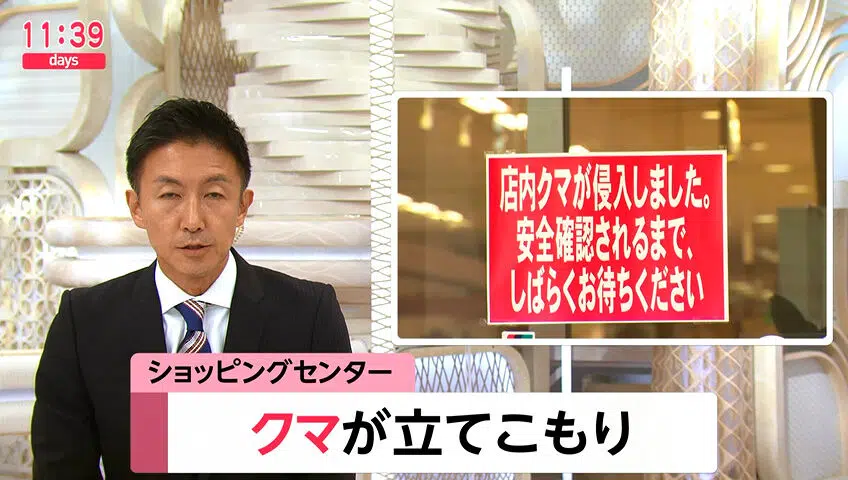 11:39
days
店内クマが侵入しました。
安全確認されるまで、
しばらくお待ちください
ショッピングセンター
クマが立てこもり